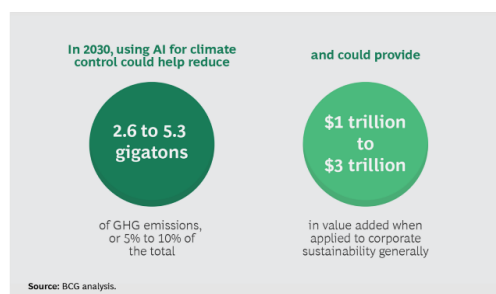 In 2030, using AI for climate
control could help reduce
2.6 to 5.3
gigatons
of GHG emissions,
or 5% to 10% of
the total
and could provide
$1 trillion
to
$3 trillion
in value added when
applied to corporate
sustainability generally
Source: BCG analysis.